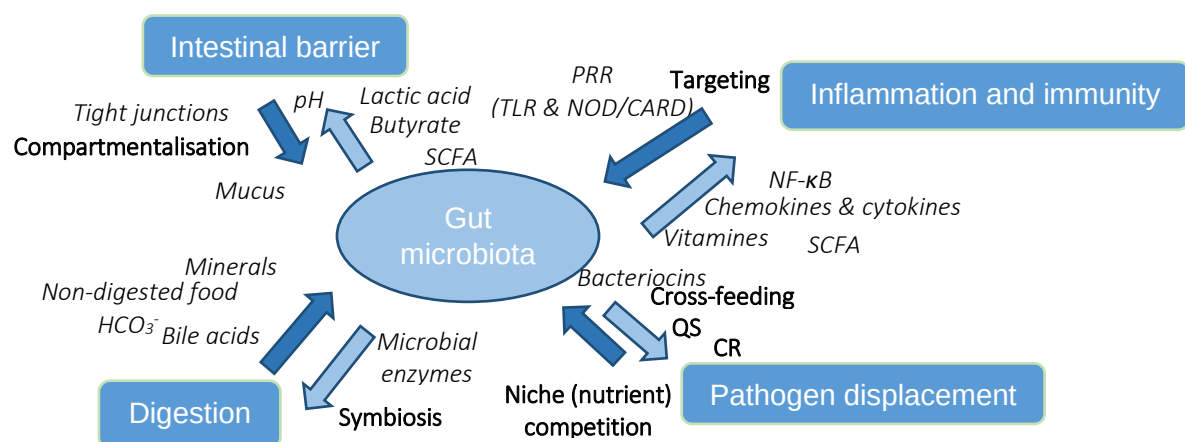 Intestinal barrier
Tight junctions
Compartmentalisation
Mucus
pH
Lactic acid
Butyrate
SCFA
PRR
(TLR & NOD/CARD)
Targeting
Inflammation and immunity
NF-κB
Chemokines & cytokines
Vitamines
SCFA
Gut
microbiota
Minerals
Non-digested food
HCO₃⁻
Bile acids
Microbial
enzymes
Digestion
Symbiosis
Bacteriocins
Cross-feeding
QS
CR
Niche (nutrient)
competition
Pathogen displacement